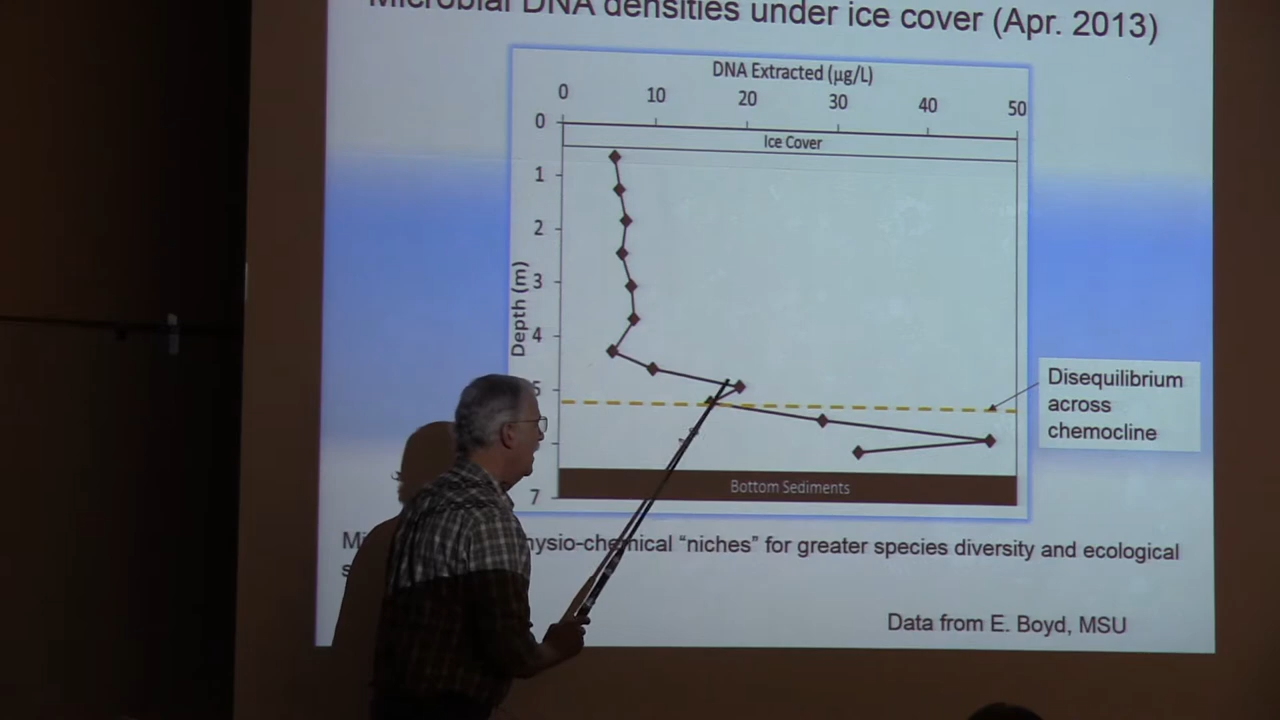 Microbial DNA densities under ice cover (Apr. 2013)
DNA Extracted (µg/L)
0 10 20 30 40 50
0
Ice Cover
1
2
3
Depth (m)
4
5
Disequilibrium
across
chemocline
Bottom Sediments
7
hysio-chemical “niches” for greater species diversity and ecological
Data from E. Boyd, MSU